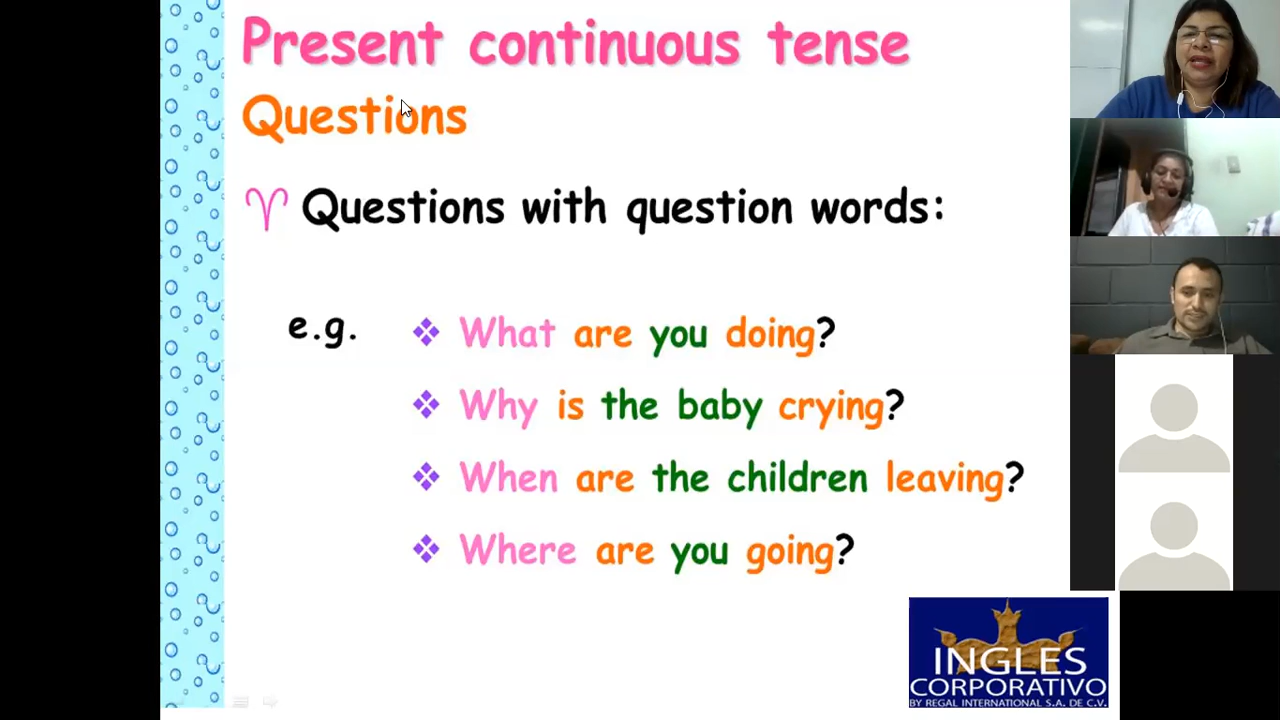 Present continuous tense
Questions
Questions with question words:
e.g.
What are you doing?
Why is the baby crying?
When are the children leaving?
Where are you going?
INGLES
CORPORATIVO
BY REGAL INTERNATIONAL S.A. DE C.V.